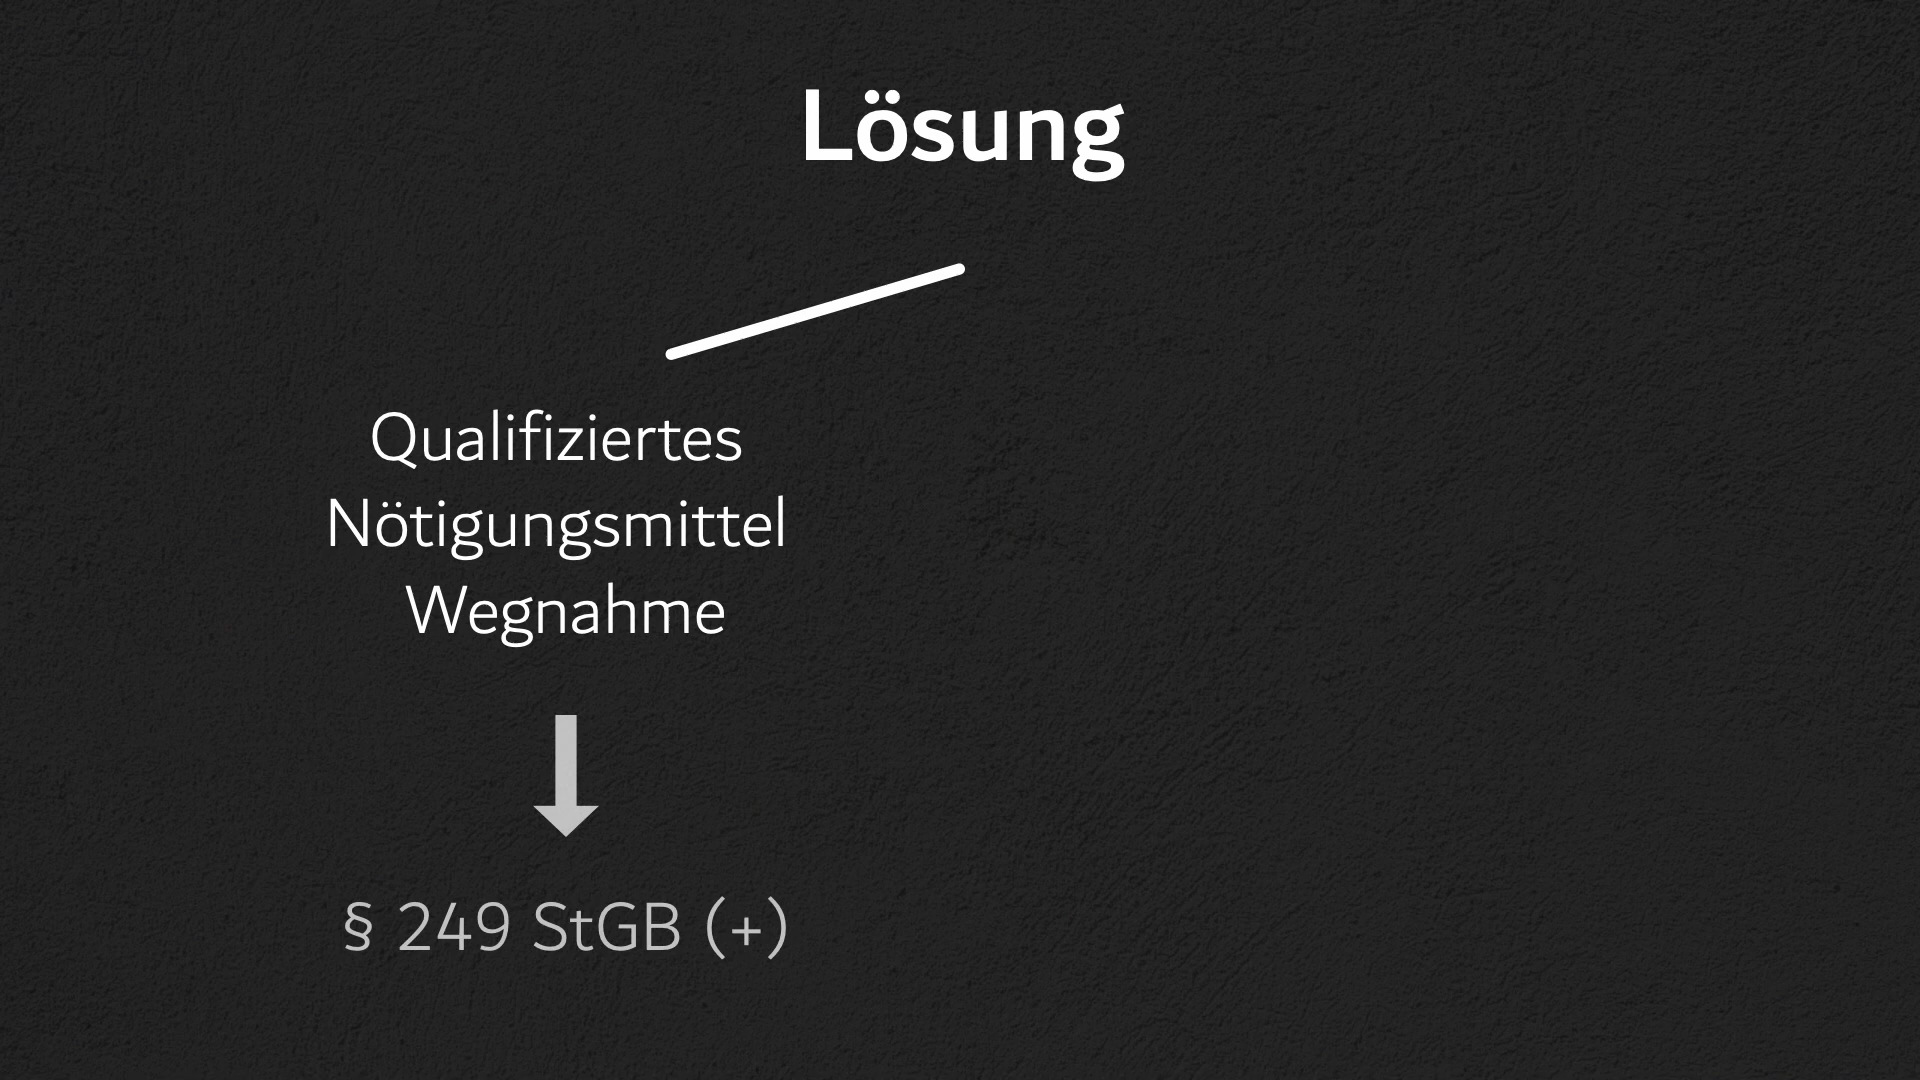 Lösung
Qualifiziertes
Nötigungsmittel
Wegnahme
§ 249 StGB (+)